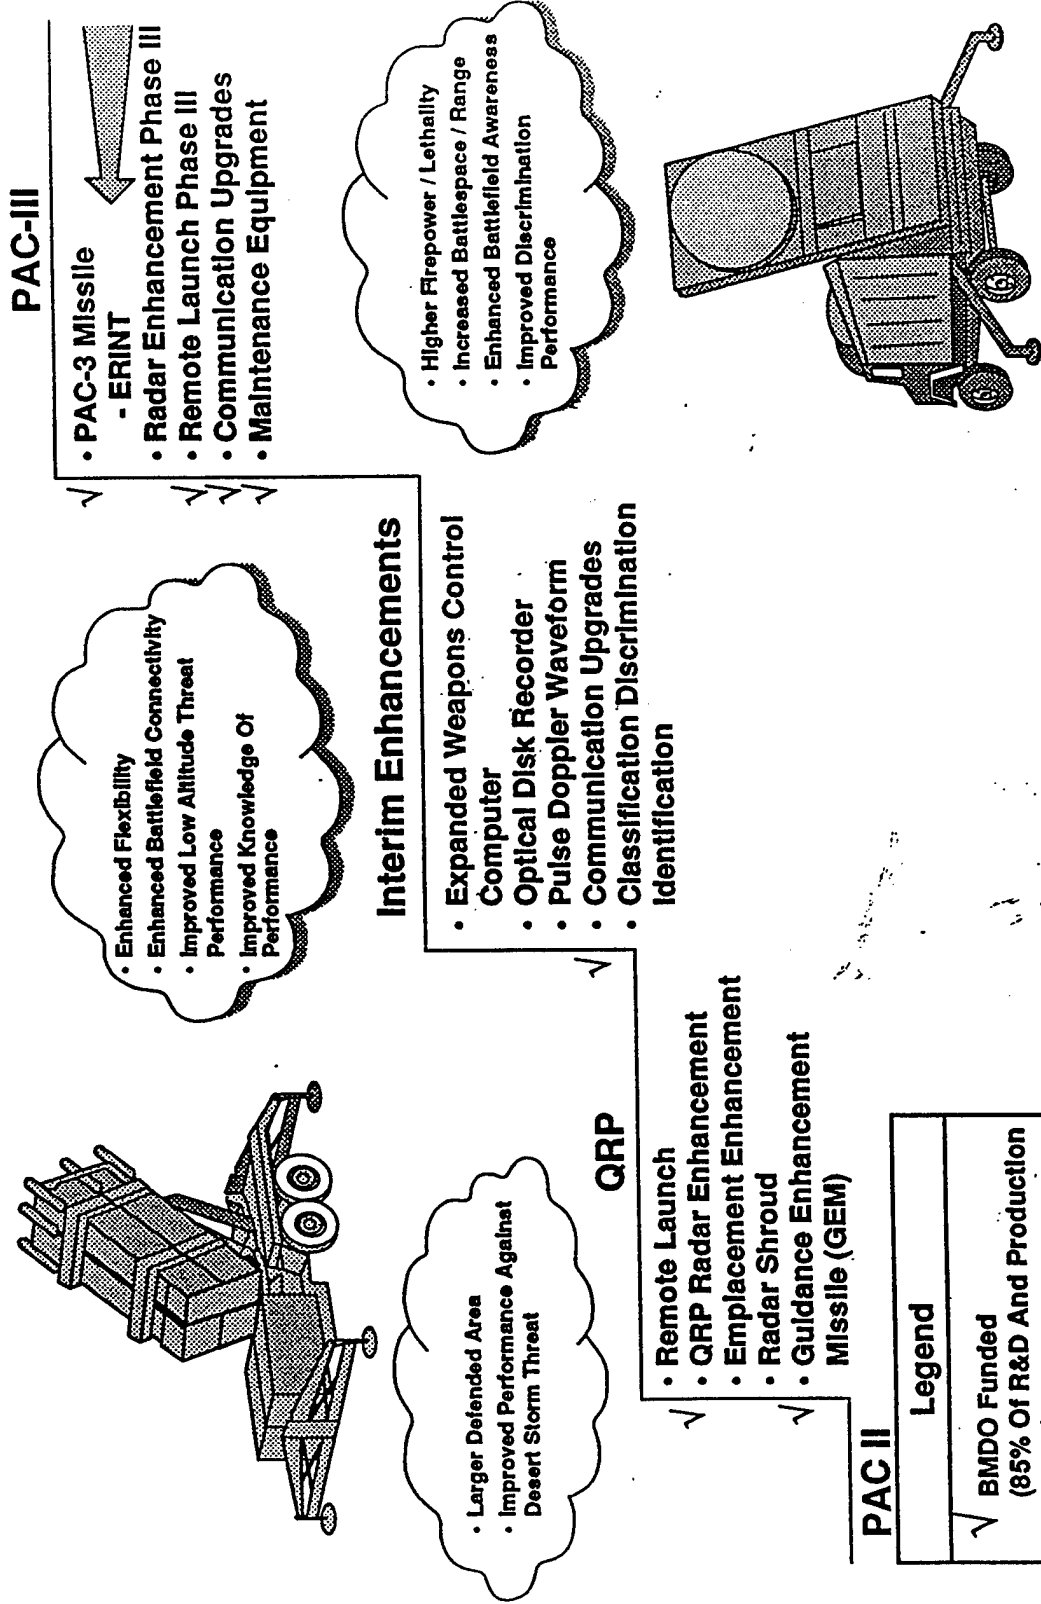 PAC-III
• PAC-3 Missile
- ERINT
• Radar Enhancement Phase III
• Remote Launch Phase III
• Communication Upgrades
• Maintenance Equipment
√
√
√
√
• Higher Firepower / Lethality
• Increased Battlespace / Range
• Enhanced Battlefield Awareness
• Improved Discrimination
Performance
• Enhanced Flexibility
• Enhanced Battlefield Connectivity
• Improved Low Altitude Threat
Performance
• Improved Knowledge Of
Performance
Interim Enhancements
• Expanded Weapons Control
Computer
• Optical Disk Recorder
• Pulse Doppler Waveform
• Communication Upgrades
• Classification Discrimination
Identification
√
• Larger Defended Area
• Improved Performance Against
Desert Storm Threat
QRP
• Remote Launch
• QRP Radar Enhancement
• Emplacement Enhancement
• Radar Shroud
• Guidance Enhancement
Missile (GEM)
√
√
PAC II
Legend
√ BMDO Funded
(85% Of R&D And Production